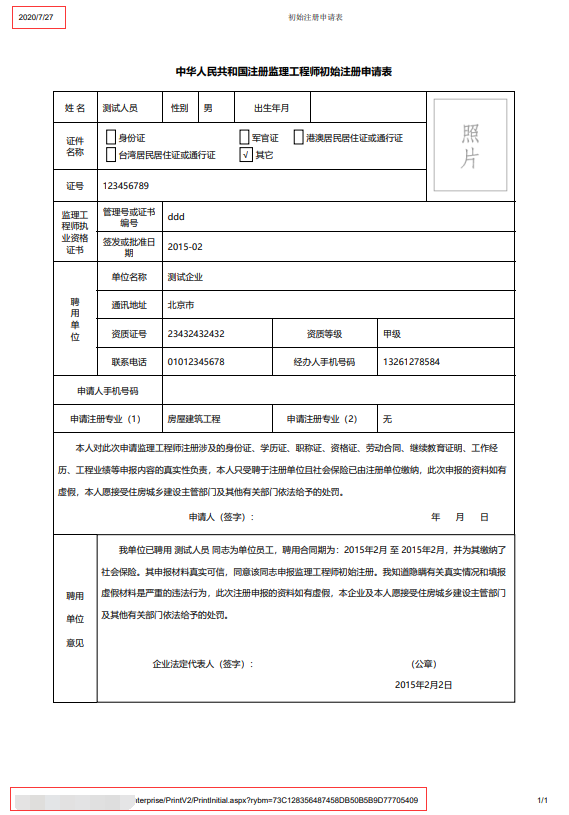 2020/7/27 初始注册申请表
中华人民共和国注册监理工程师初始注册申请表
姓 名 测试人员 性别 男 出生年月
照片
证件名称 身份证 军官证 港澳居民居住证或通行证
台湾居民居住证或通行证 √ 其它
证号 123456789
监理工程师执业资格证书
管理号或证书编号 ddd
签发或批准日期 2015-02
聘用单位
单位名称 测试企业
通讯地址 北京市
资质证号 23432432432 资质等级 甲级
联系电话 01012345678 经办人手机号码 13261278584
申请人手机号码
申请注册专业（1） 房屋建筑工程 申请注册专业（2） 无
本人对此次申请监理工程师注册涉及的身份证、学历证、职称证、资格证、劳动合同、继续教育证明、工作经
历、工程业绩等申报内容的真实性负责，本人只受聘于注册单位且社会保险已由注册单位缴纳，此次申报的资料如有
虚假，本人愿接受住房城乡建设主管部门及其他有关部门依法给予的处罚。
申请人（签字）： 年 月 日
聘用单位意见
我单位已聘用 测试人员 同志为单位员工，聘用合同期为：2015年2月 至 2015年2月，并为其缴纳了
社会保险。其申报材料真实可信，同意该同志申报监理工程师初始注册。我知道隐瞒有关真实情况和填报
虚假材料是严重的违法行为，此次注册申报的资料如有虚假，本企业及本人愿接受住房城乡建设主管部门
及其他有关部门依法给予的处罚。
企业法定代表人（签字）： （公章）
2015年2月2日
nterprise/PrintV2/PrintInitial.aspx?rybm=73C128356487458DB50B5B9D77705409 1/1